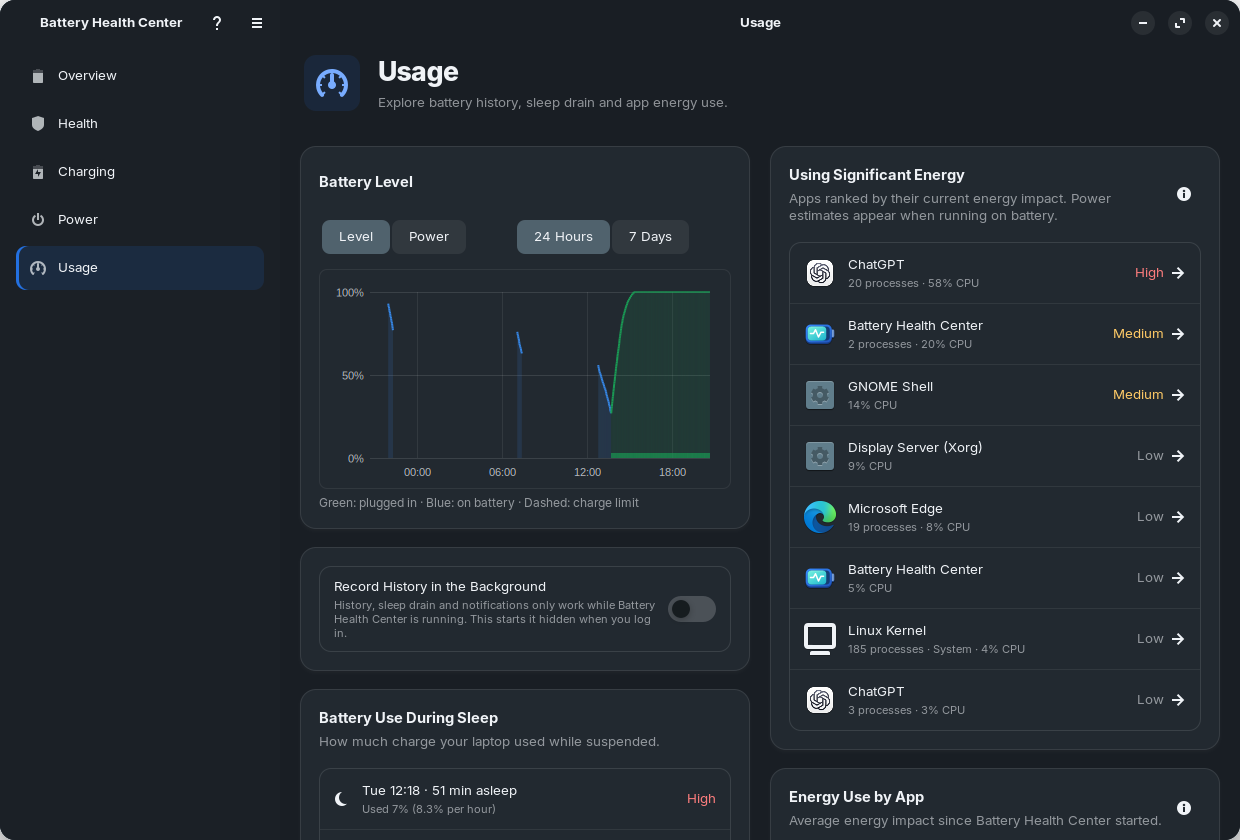 Battery Health Center
Usage
Overview
Health
Charging
Power
Usage
Usage
Explore battery history, sleep drain and app energy use.
Battery Level
Level
Power
24 Hours
7 Days
100%
50%
0%
00:00
06:00
12:00
18:00
Green: plugged in · Blue: on battery · Dashed: charge limit
Record History in the Background
History, sleep drain and notifications only work while Battery
Health Center is running. This starts it hidden when you log
in.
Battery Use During Sleep
How much charge your laptop used while suspended.
Tue 12:18 · 51 min asleep
Used 7% (8.3% per hour)
High
Using Significant Energy
Apps ranked by their current energy impact. Power
estimates appear when running on battery.
ChatGPT
20 processes · 58% CPU
High
Battery Health Center
2 processes · 20% CPU
Medium
GNOME Shell
14% CPU
Medium
Display Server (Xorg)
9% CPU
Low
Microsoft Edge
19 processes · 8% CPU
Low
Battery Health Center
5% CPU
Low
Linux Kernel
185 processes · System · 4% CPU
Low
ChatGPT
3 processes · 3% CPU
Low
Energy Use by App
Average energy impact since Battery Health Center started.